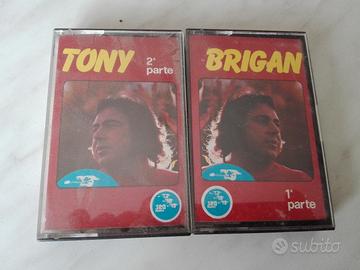 TONY
2ª
parte
BRIGAN
1ª
parte
subito